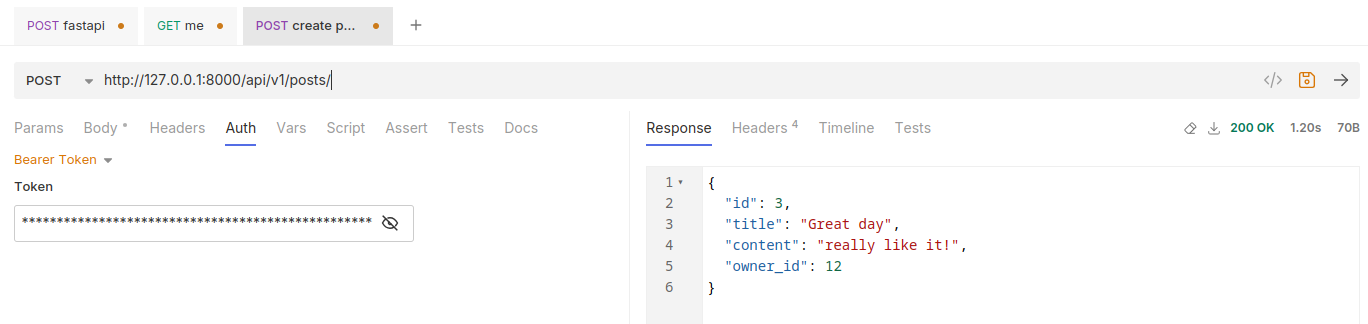 POST fastapi GET me POST create p... +
POST http://127.0.0.1:8000/api/v1/posts/ </>
Params Body Headers Auth Vars Script Assert Tests Docs
Response Headers 4 Timeline Tests 200 OK 1.20s 70B
Bearer Token
Token
**************************************************
1 {
2 "id": 3,
3 "title": "Great day",
4 "content": "really like it!",
5 "owner_id": 12
6 }